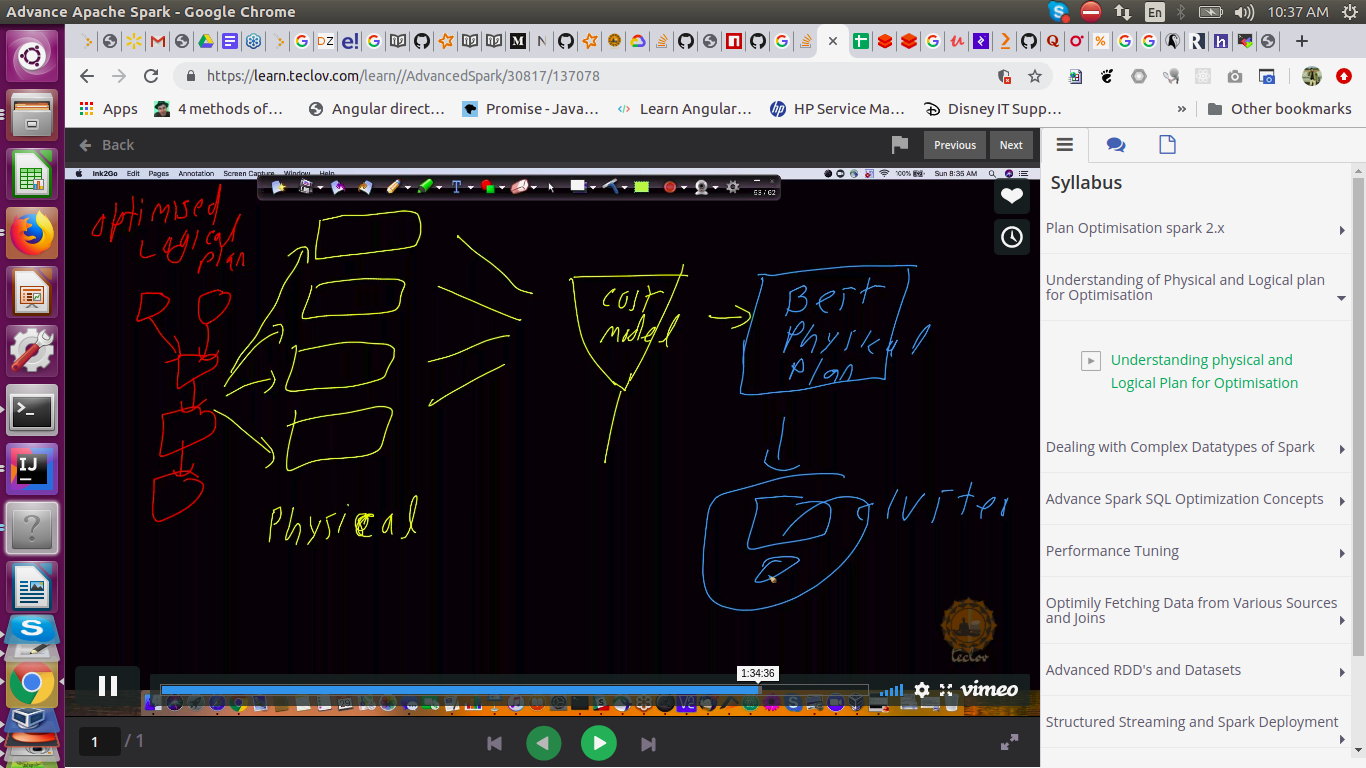 Advance Apache Spark - Google Chrome
En
10:37 AM
https://learn.teclov.com/learn//AdvancedSpark/30817/137078
Apps
4 methods of…
Angular direct…
Promise - Java…
Learn Angular…
HP Service Ma…
Disney IT Supp…
»
Other bookmarks
Back
Previous
Next
Ink2Go Edit Pages Annotation Screen Capture Window Help
100%
Sun 8:35 AM
53 / 62
Optimised
Logical
Plan
Cost
model
Best
Physical
Plan
Physical
1:34:36
teclov
vimeo
1 / 1
Syllabus
Plan Optimisation spark 2.x
Understanding of Physical and Logical plan
for Optimisation
Understanding physical and
Logical Plan for Optimisation
Dealing with Complex Datatypes of Spark
Advance Spark SQL Optimization Concepts
Performance Tuning
Optimily Fetching Data from Various Sources
and Joins
Advanced RDD's and Datasets
Structured Streaming and Spark Deployment